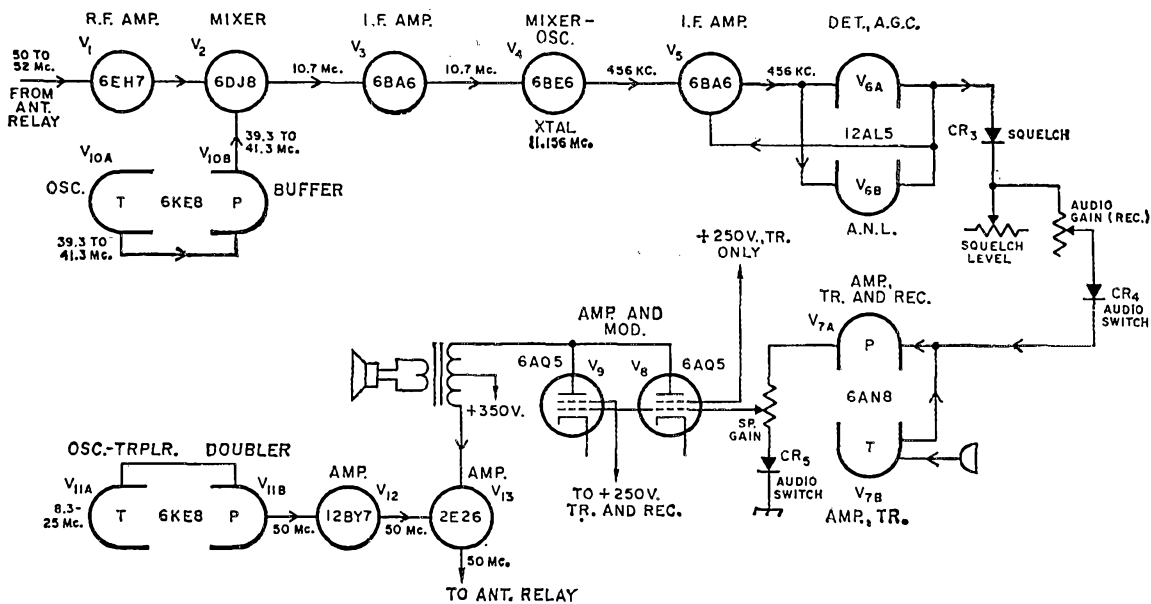 R.F. AMP.
MIXER
I.F. AMP.
MIXER-
OSC.
I.F. AMP.
DET., A.G.C.
V1
V2
V3
V4
V5
50 TO
52 Mc.
FROM
ANT.
RELAY
6EH7
6DJ8
10.7 Mc.
6BA6
10.7 Mc.
6BE6
456 KC.
6BA6
456 KC.
V6A
XTAL
11.156 Mc.
12AL5
CR3
SQUELCH
39.3 TO
41.3 Mc.
V10A
V10B
OSC.
T
6KE8
P
BUFFER
39.3 TO
41.3 Mc.
V6B
A.N.L.
SQUELCH
LEVEL
AUDIO
GAIN (REC.)
+250V., TR.
ONLY
AMP.,
TR. AND REC.
CR4
AUDIO
SWITCH
AMP. AND
MOD.
V7A
P
6AQ5
V9
V8
6AQ5
+350V.
6AN8
SP.
GAIN
T
CR5
AUDIO
SWITCH
V7B
AMP., TR.
TO +250V.
TR. AND REC.
OSC.-TRPLR.
DOUBLER
AMP.
AMP.
V11A
V11B
V12
V13
8.3-
25 Mc.
T
6KE8
P
50 Mc.
12BY7
50 Mc.
2E26
50 Mc.
TO ANT. RELAY